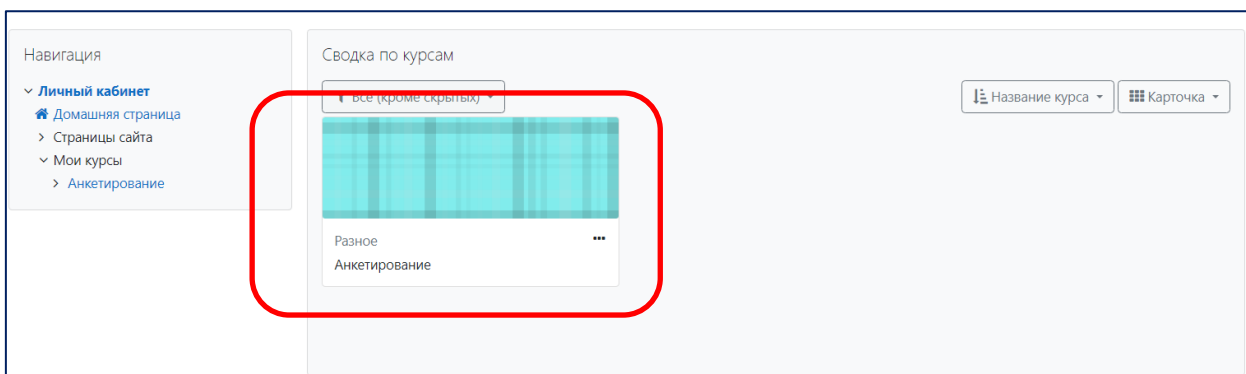 Навигация
Личный кабинет
Домашняя страница
Страницы сайта
Мои курсы
Анкетирование
Сводка по курсам
Все (кроме скрытых)
Название курса
Карточка
Разное
Анкетирование